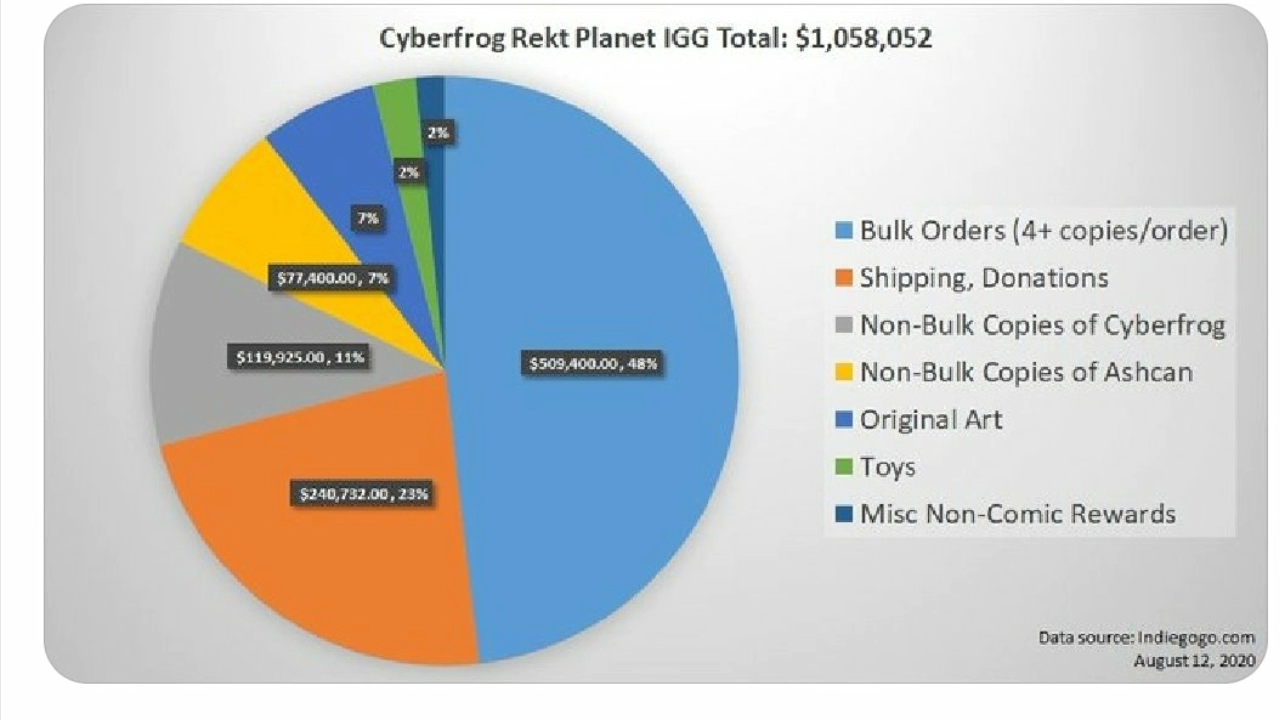 Cyberfrog Rekt Planet IGG Total: $1,058,052
2%
2%
7%
$77,400.00, 7%
$119,925.00, 11%
$509,400.00, 48%
$240,732.00, 23%
Bulk Orders (4+ copies/order)
Shipping, Donations
Non-Bulk Copies of Cyberfrog
Non-Bulk Copies of Ashcan
Original Art
Toys
Misc Non-Comic Rewards
Data source: Indiegogo.com
August 12, 2020